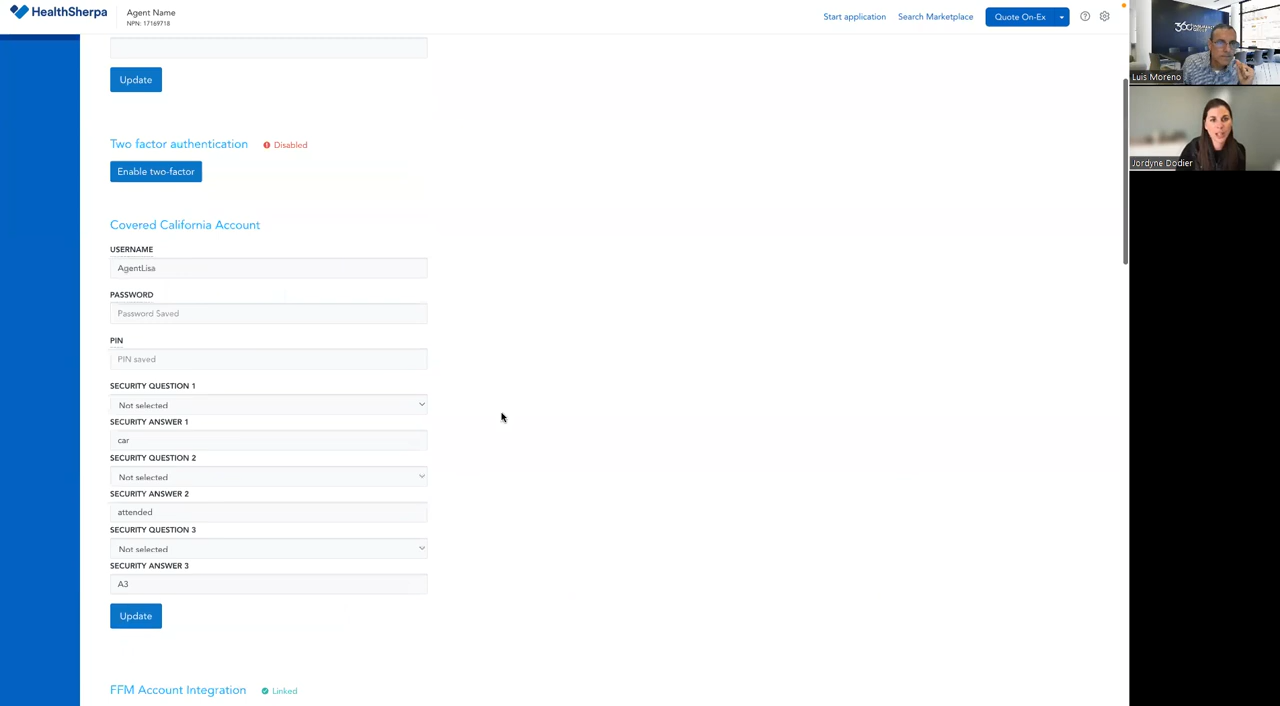 HealthSherpa
Agent Name
NPN: 17169718
Start application
Search Marketplace
Quote On-Ex
Update
Two factor authentication
Disabled
Enable two-factor
Covered California Account
USERNAME
AgentLisa
PASSWORD
Password Saved
PIN
PIN saved
SECURITY QUESTION 1
Not selected
SECURITY ANSWER 1
car
SECURITY QUESTION 2
Not selected
SECURITY ANSWER 2
attended
SECURITY QUESTION 3
Not selected
SECURITY ANSWER 3
A3
Update
FFM Account Integration
Linked
Luis Moreno
Jordyne Dodier